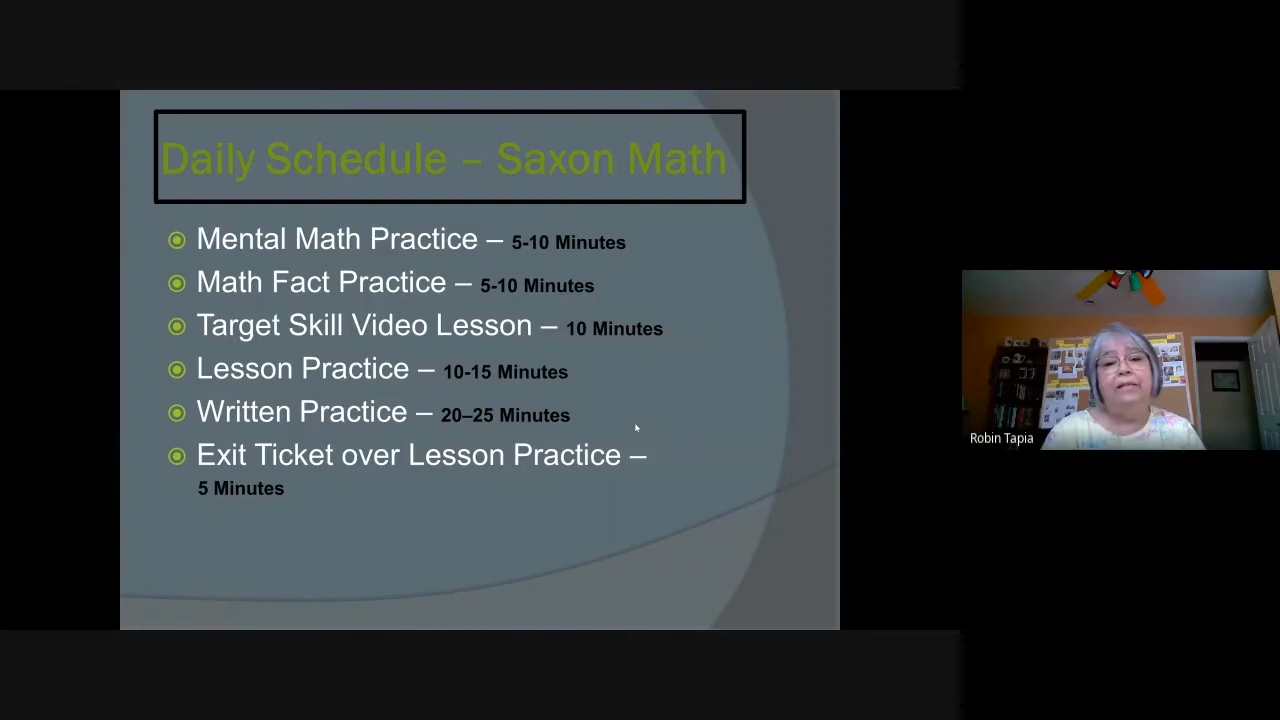 Daily Schedule – Saxon Math
Mental Math Practice – 5-10 Minutes
Math Fact Practice – 5-10 Minutes
Target Skill Video Lesson – 10 Minutes
Lesson Practice – 10-15 Minutes
Written Practice – 20–25 Minutes
Exit Ticket over Lesson Practice –
5 Minutes
Robin Tapia